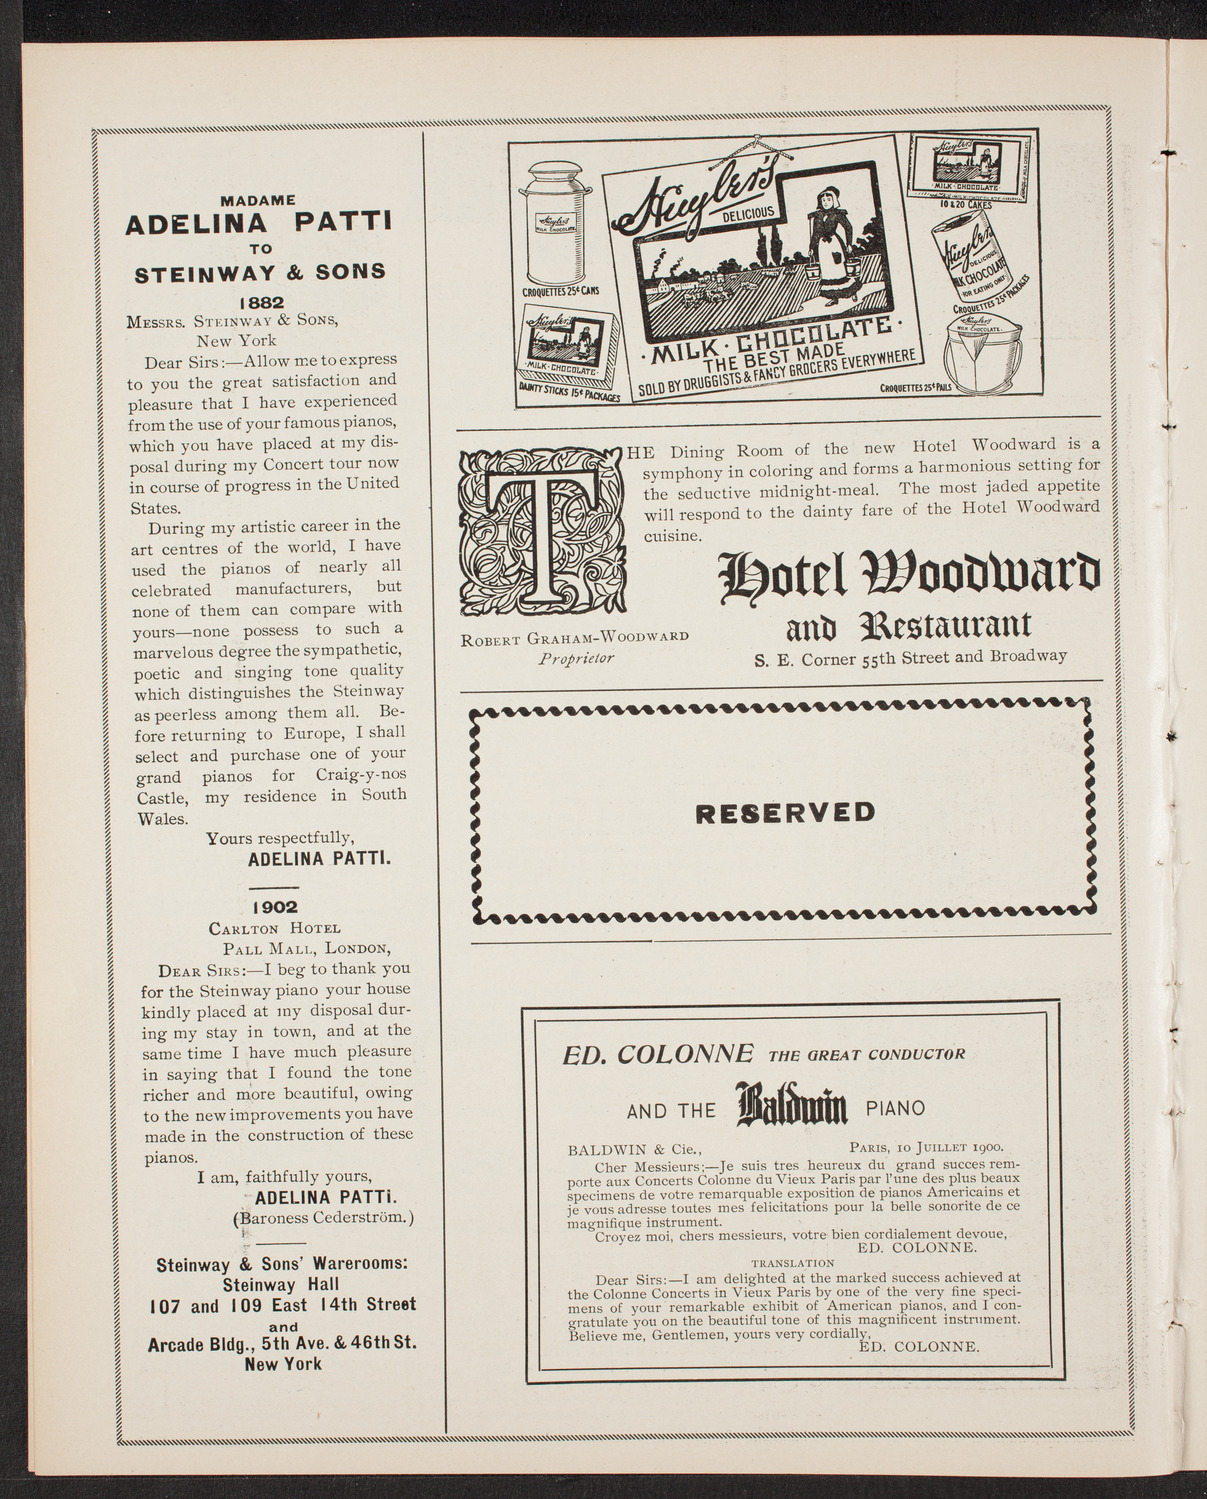 MADAME
ADELINA PATTI
TO
STEINWAY & SONS
1882
MESSRS. STEINWAY & SONS,
New York
Dear Sirs:—Allow me to express
to you the great satisfaction and
pleasure that I have experienced
from the use of your famous pianos,
which you have placed at my dis-
posal during my Concert tour now
in course of progress in the United
States.
During my artistic career in the
art centres of the world, I have
used the pianos of nearly all
celebrated manufacturers, but
none of them can compare with
yours—none possess to such a
marvelous degree the sympathetic,
poetic and singing tone quality
which distinguishes the Steinway
as peerless among them all. Be-
fore returning to Europe, I shall
select and purchase one of your
grand pianos for Craig-y-nos
Castle, my residence in South
Wales.
Yours respectfully,
ADELINA PATTI.
1902
CARLTON HOTEL
PALL MALL, LONDON,
DEAR SIRS:—I beg to thank you
for the Steinway piano your house
kindly placed at my disposal dur-
ing my stay in town, and at the
same time I have much pleasure
in saying that I found the tone
richer and more beautiful, owing
to the new improvements you have
made in the construction of these
pianos.
I am, faithfully yours,
ADELINA PATTi.
(Baroness Cederström.)
Steinway & Sons' Warerooms:
Steinway Hall
107 and 109 East 14th Street
and
Arcade Bldg., 5th Ave. & 46th St.
New York
Huyler's
MILK CHOCOLATE
CROQUETTES 25¢ CANS
Huyler's
·MILK·CHOCOLATE·
DAINTY STICKS 15¢ PACKAGES
Huyler's
DELICIOUS
·MILK·CHOCOLATE·
THE BEST MADE
SOLD BY DRUGGISTS & FANCY GROCERS EVERYWHERE
Huyler's
·MILK·CHOCOLATE·
10 & 20 CAKES
Huyler's
DELICIOUS
MILK CHOCOLATE
FOR EATING ONLY
CROQUETTES 25¢ PACKAGES
Huyler's
MILK CHOCOLATE.
CROQUETTES 25¢ PAILS
THE Dining Room of the new Hotel Woodward is a
symphony in coloring and forms a harmonious setting for
the seductive midnight-meal. The most jaded appetite
will respond to the dainty fare of the Hotel Woodward
cuisine.
Hotel Woodward
and Restaurant
ROBERT GRAHAM-WOODWARD
Proprietor
S. E. Corner 55th Street and Broadway
RESERVED
ED. COLONNE THE GREAT CONDUCTOR
AND THE Baldwin PIANO
BALDWIN & Cie., PARIS, 10 JUILLET 1900.
Cher Messieurs;—Je suis tres heureux du grand succes rem-
porte aux Concerts Colonne du Vieux Paris par l'une des plus beaux
specimens de votre remarquable exposition de pianos Americains et
je vous adresse toutes mes felicitations pour la belle sonorite de ce
magnifique instrument.
Croyez moi, chers messieurs, votre bien cordialement devoue,
ED. COLONNE.
TRANSLATION
Dear Sirs:—I am delighted at the marked success achieved at
the Colonne Concerts in Vieux Paris by one of the very fine speci-
mens of your remarkable exhibit of American pianos, and I con-
gratulate you on the beautiful tone of this magnificent instrument.
Believe me, Gentlemen, yours very cordially,
ED. COLONNE.